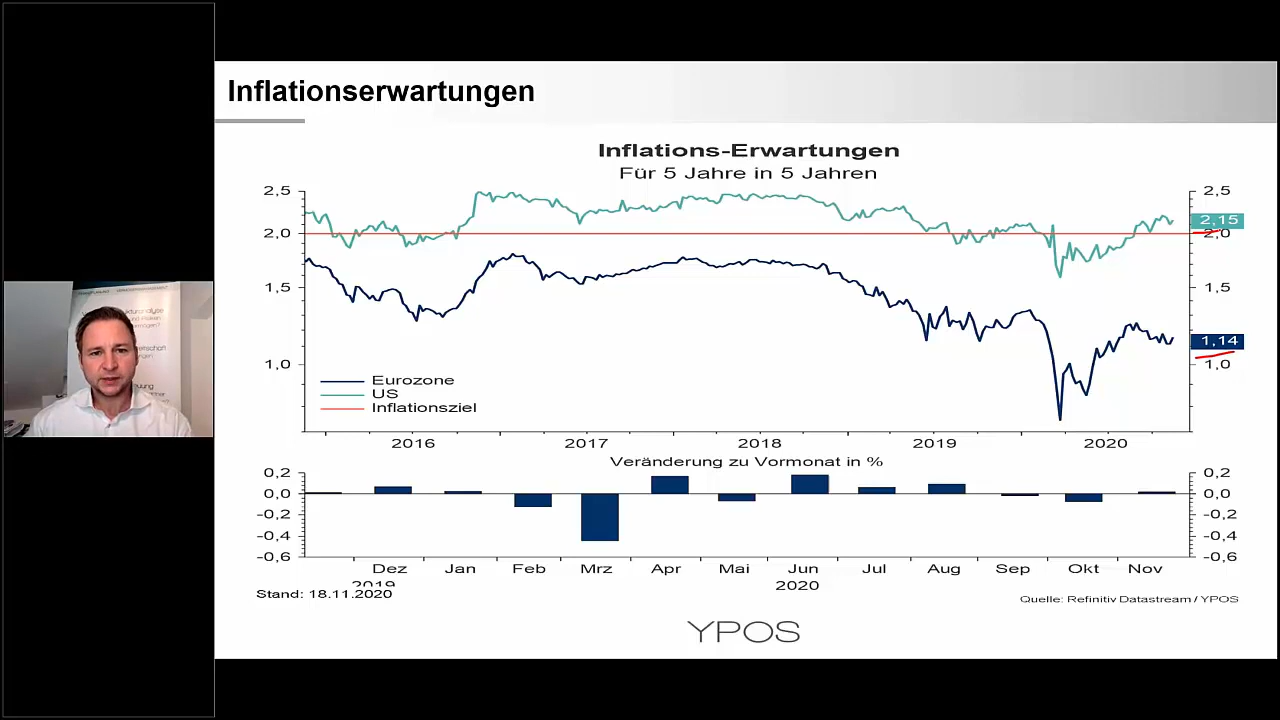 Inflationserwartungen
Inflations-Erwartungen
Für 5 Jahre in 5 Jahren
2,5 2,5
2,15
2,0 2,0
1,5 1,5
1,14
1,0 1,0
Eurozone
US
Inflationsziel
2016 2017 2018 2019 2020
Veränderung zu Vormonat in %
0,2 0,2
0,0 0,0
-0,2 -0,2
-0,4 -0,4
-0,6 -0,6
Dez Jan Feb Mrz Apr Mai Jun Jul Aug Sep Okt Nov
2019 2020
Stand: 18.11.2020
Quelle: Refinitiv Datastream / YPOS
YPOS